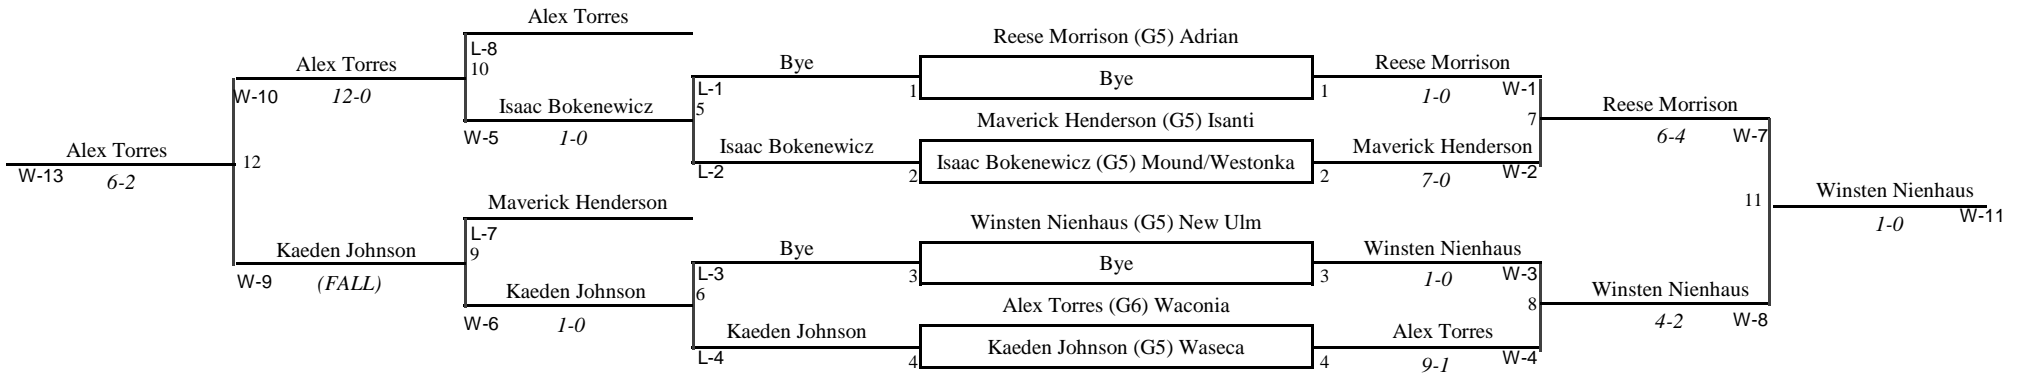 Alex Torres
Reese Morrison (G5) Adrian
L-8
10
Alex Torres
Bye
Bye
Reese Morrison
W-10
12-0
L-1
1
1
1-0
W-1
Isaac Bokenewicz
5
Reese Morrison
W-5
1-0
Maverick Henderson (G5) Isanti
7
6-4
W-7
Alex Torres
12
Isaac Bokenewicz
Isaac Bokenewicz (G5) Mound/Westonka
Maverick Henderson
W-13
6-2
L-2
2
2
7-0
W-2
Maverick Henderson
11
Winsten Nienhaus
1-0
W-11
L-7
9
Winsten Nienhaus (G5) New Ulm
Kaeden Johnson
Bye
Bye
Winsten Nienhaus
W-9
(FALL)
L-3
3
3
1-0
W-3
Kaeden Johnson
6
Winsten Nienhaus
W-6
1-0
Alex Torres (G6) Waconia
8
4-2
W-8
Kaeden Johnson
Kaeden Johnson (G5) Waseca
Alex Torres
L-4
4
4
9-1
W-4